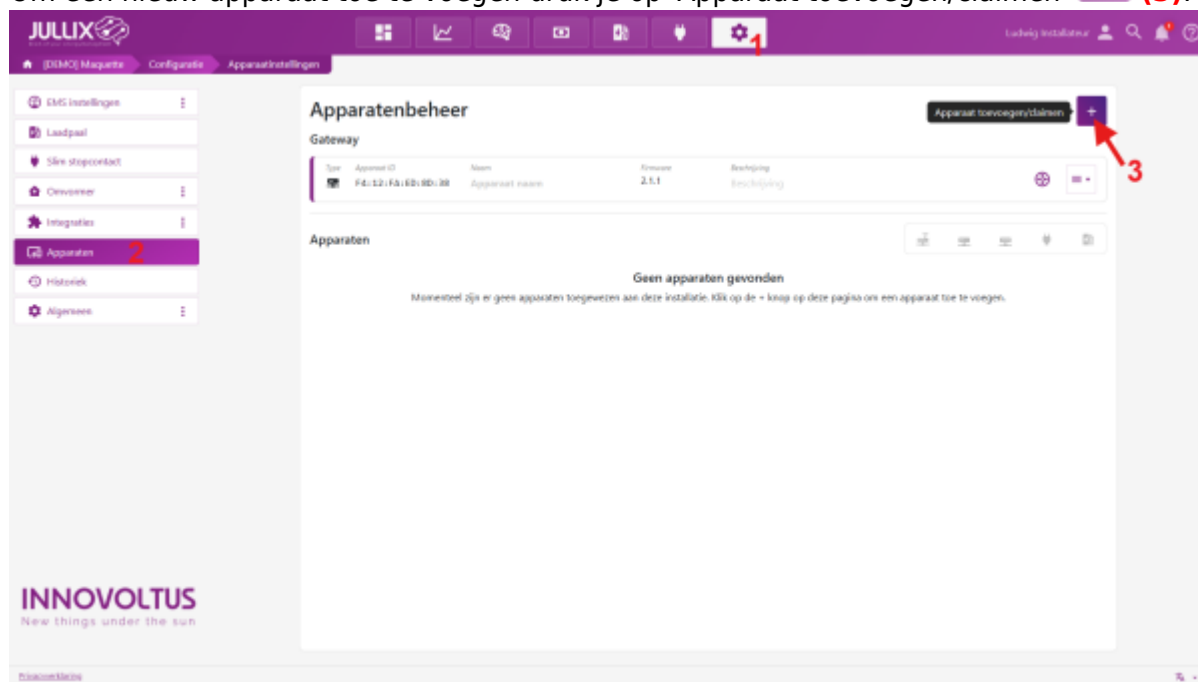 Om een nieuw apparaat toe te voegen druk je op 'Apparaat toevoegen/claimen' (3).
JULLIX
1
Ludwig Installateur
[DEMO] Maquette Configuratie Apparaatinstellingen
EMS instellingen
Laadpaal
Slim stopcontact
Omvormer
Integraties
Apparaten 2
Historiek
Algemeen
Apparatenbeheer
Apparaat toevoegen/claimen +
3
Gateway
Type Apparaat ID Naam Firmware Beschrijving
F4:12:FA:ED:8D:38 Apparaat naam 2.1.1 Beschrijving
Apparaten
Geen apparaten gevonden
Momenteel zijn er geen apparaten toegewezen aan deze installatie. Klik op de + knop op deze pagina om een apparaat toe te voegen.
INNOVOLTUS
New things under the sun
Privacyverklaring